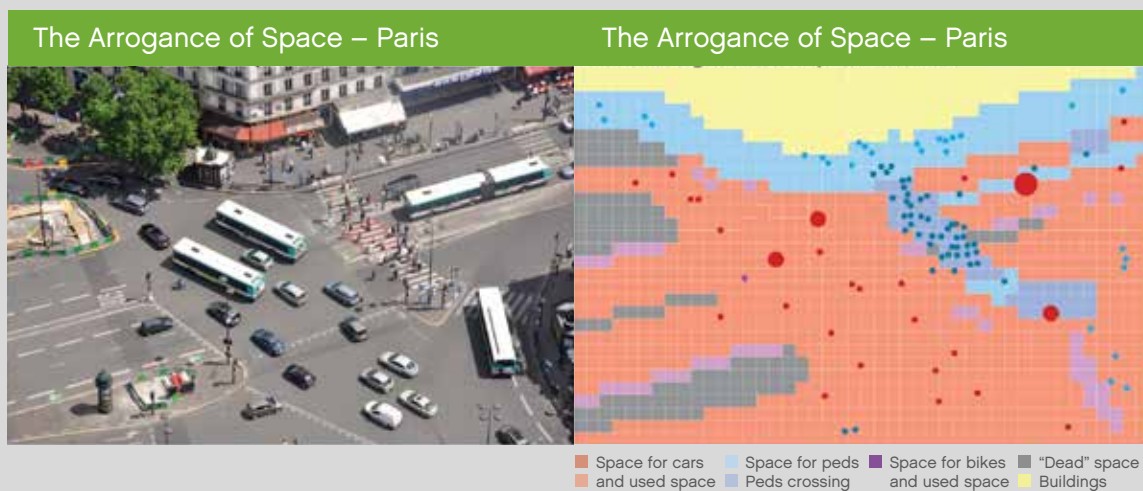 The Arrogance of Space – Paris
The Arrogance of Space – Paris
Space for cars
and used space
Space for peds
Peds crossing
Space for bikes
and used space
“Dead” space
Buildings